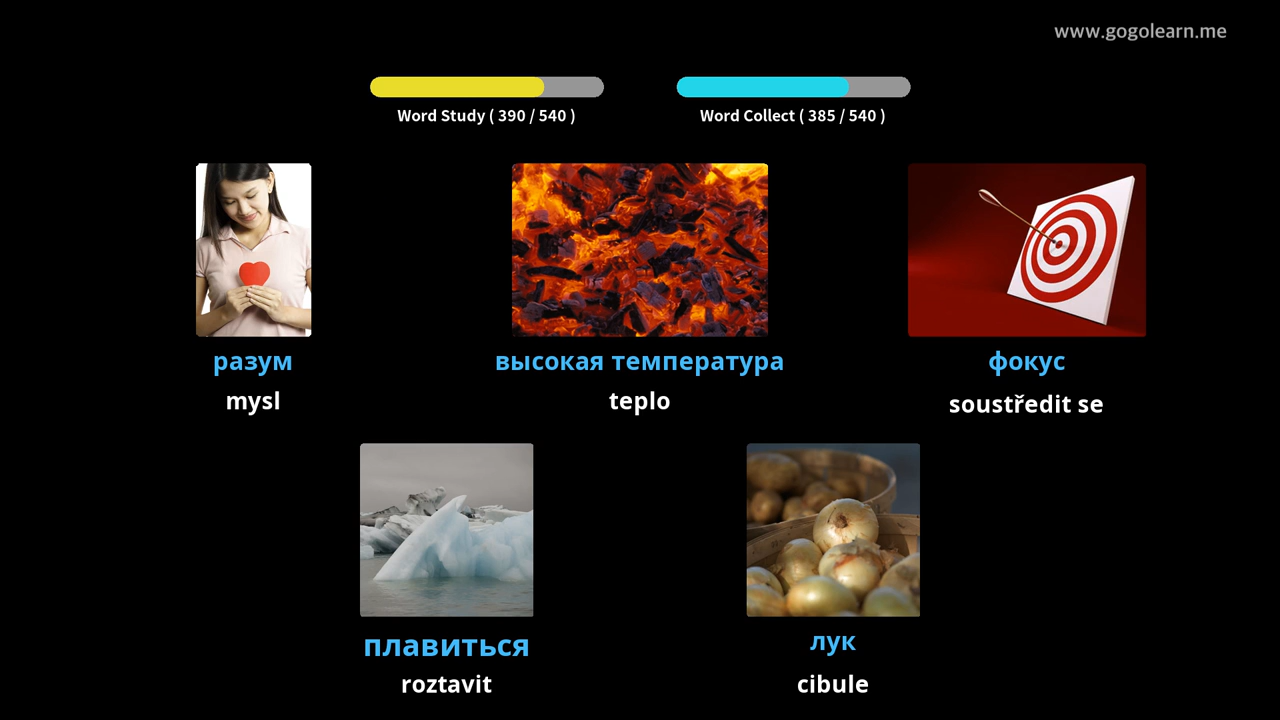 www.gogolearn.me
Word Study ( 390 / 540 )
Word Collect ( 385 / 540 )
разум
mysl
высокая температура
teplo
фокус
soustředit se
плавиться
roztavit
лук
cibule